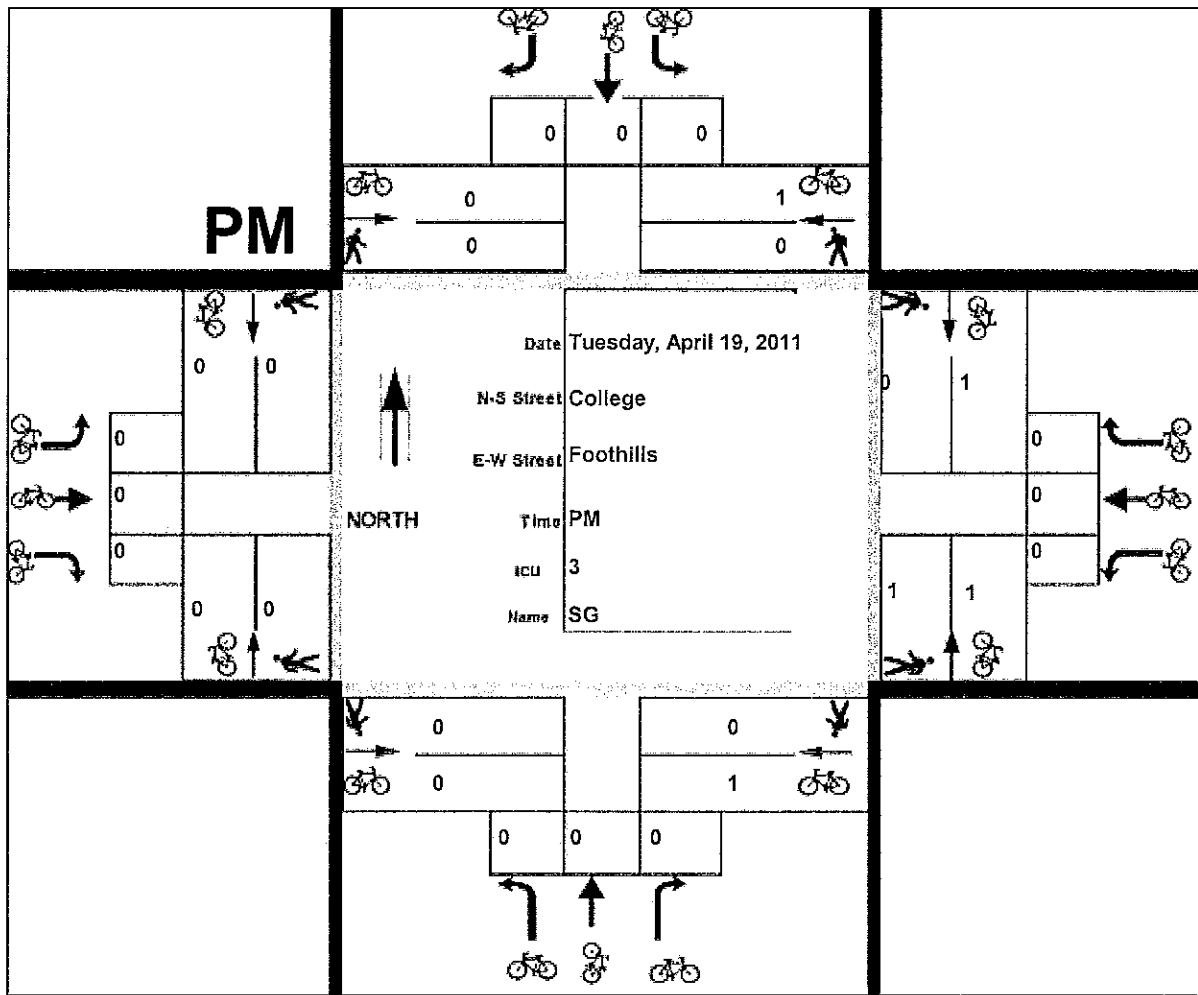 0 0 0
0 1
PM
0 0
Date Tuesday, April 19, 2011
0 0 0 1
N-S Street College
0 0
E-W Street Foothills
0 0
NORTH Time PM
0 0
ICU 3
0 0 1 1
Name SG
0 0
0 1
0 0 0